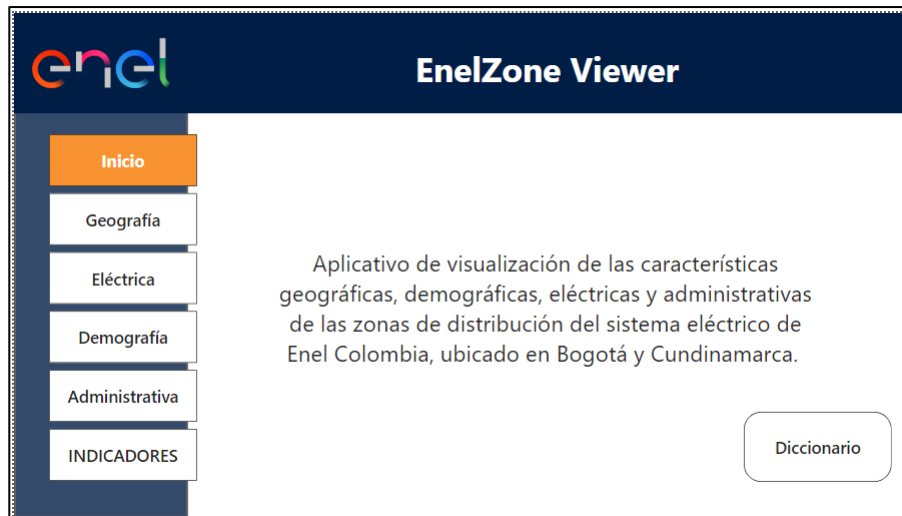 enel
EnelZone Viewer
Inicio
Geografía
Eléctrica
Demografía
Administrativa
INDICADORES
Aplicativo de visualización de las características
geográficas, demográficas, eléctricas y administrativas
de las zonas de distribución del sistema eléctrico de
Enel Colombia, ubicado en Bogotá y Cundinamarca.
Diccionario